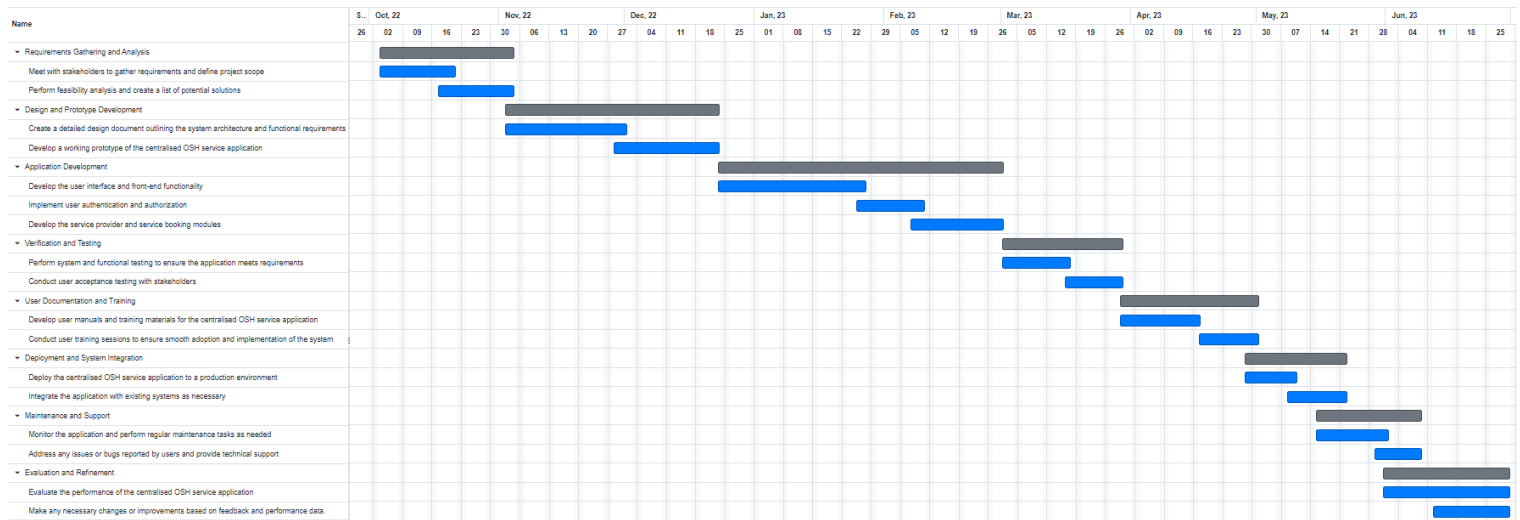 Name
S.. Oct, 22 Nov, 22 Dec, 22 Jan, 23 Feb, 23 Mar, 23 Apr, 23 May, 23 Jun, 23
26 02 09 16 23 30 06 13 20 27 04 11 18 25 01 08 15 22 29 05 12 19 26 05 12 19 26 02 09 16 23 30 07 14 21 28 04 11 18 25
Requirements Gathering and Analysis
Meet with stakeholders to gather requirements and define project scope
Perform feasibility analysis and create a list of potential solutions
Design and Prototype Development
Create a detailed design document outlining the system architecture and functional requirements
Develop a working prototype of the centralised OSH service application
Application Development
Develop the user interface and front-end functionality
Implement user authentication and authorization
Develop the service provider and service booking modules
Verification and Testing
Perform system and functional testing to ensure the application meets requirements
Conduct user acceptance testing with stakeholders
User Documentation and Training
Develop user manuals and training materials for the centralised OSH service application
Conduct user training sessions to ensure smooth adoption and implementation of the system
Deployment and System Integration
Deploy the centralised OSH service application to a production environment
Integrate the application with existing systems as necessary
Maintenance and Support
Monitor the application and perform regular maintenance tasks as needed
Address any issues or bugs reported by users and provide technical support
Evaluation and Refinement
Evaluate the performance of the centralised OSH service application
Make any necessary changes or improvements based on feedback and performance data.